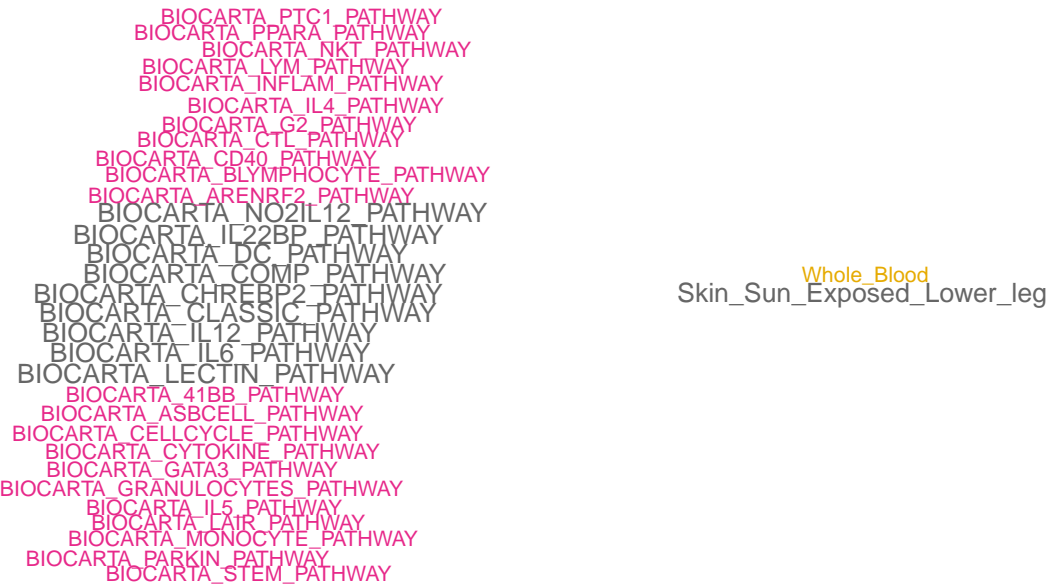 BIOCARTA_PTC1_PATHWAY
BIOCARTA_PPARA_PATHWAY
BIOCARTA_NKT_PATHWAY
BIOCARTA_LYM_PATHWAY
BIOCARTA_INFLAM_PATHWAY
BIOCARTA_IL4_PATHWAY
BIOCARTA_G2_PATHWAY
BIOCARTA_CTL_PATHWAY
BIOCARTA_CD40_PATHWAY
BIOCARTA_BLYMPHOCYTE_PATHWAY
BIOCARTA_ARENRF2_PATHWAY
BIOCARTA_NO2IL12_PATHWAY
BIOCARTA_IL22BP_PATHWAY
BIOCARTA_DC_PATHWAY
BIOCARTA_COMP_PATHWAY
BIOCARTA_CHREBP2_PATHWAY
BIOCARTA_CLASSIC_PATHWAY
BIOCARTA_IL12_PATHWAY
BIOCARTA_IL6_PATHWAY
BIOCARTA_LECTIN_PATHWAY
BIOCARTA_41BB_PATHWAY
BIOCARTA_ASBCELL_PATHWAY
BIOCARTA_CELLCYCLE_PATHWAY
BIOCARTA_CYTOKINE_PATHWAY
BIOCARTA_GATA3_PATHWAY
BIOCARTA_GRANULOCYTES_PATHWAY
BIOCARTA_IL5_PATHWAY
BIOCARTA_LAIR_PATHWAY
BIOCARTA_MONOCYTE_PATHWAY
BIOCARTA_PARKIN_PATHWAY
BIOCARTA_STEM_PATHWAY
Whole_Blood
Skin_Sun_Exposed_Lower_leg